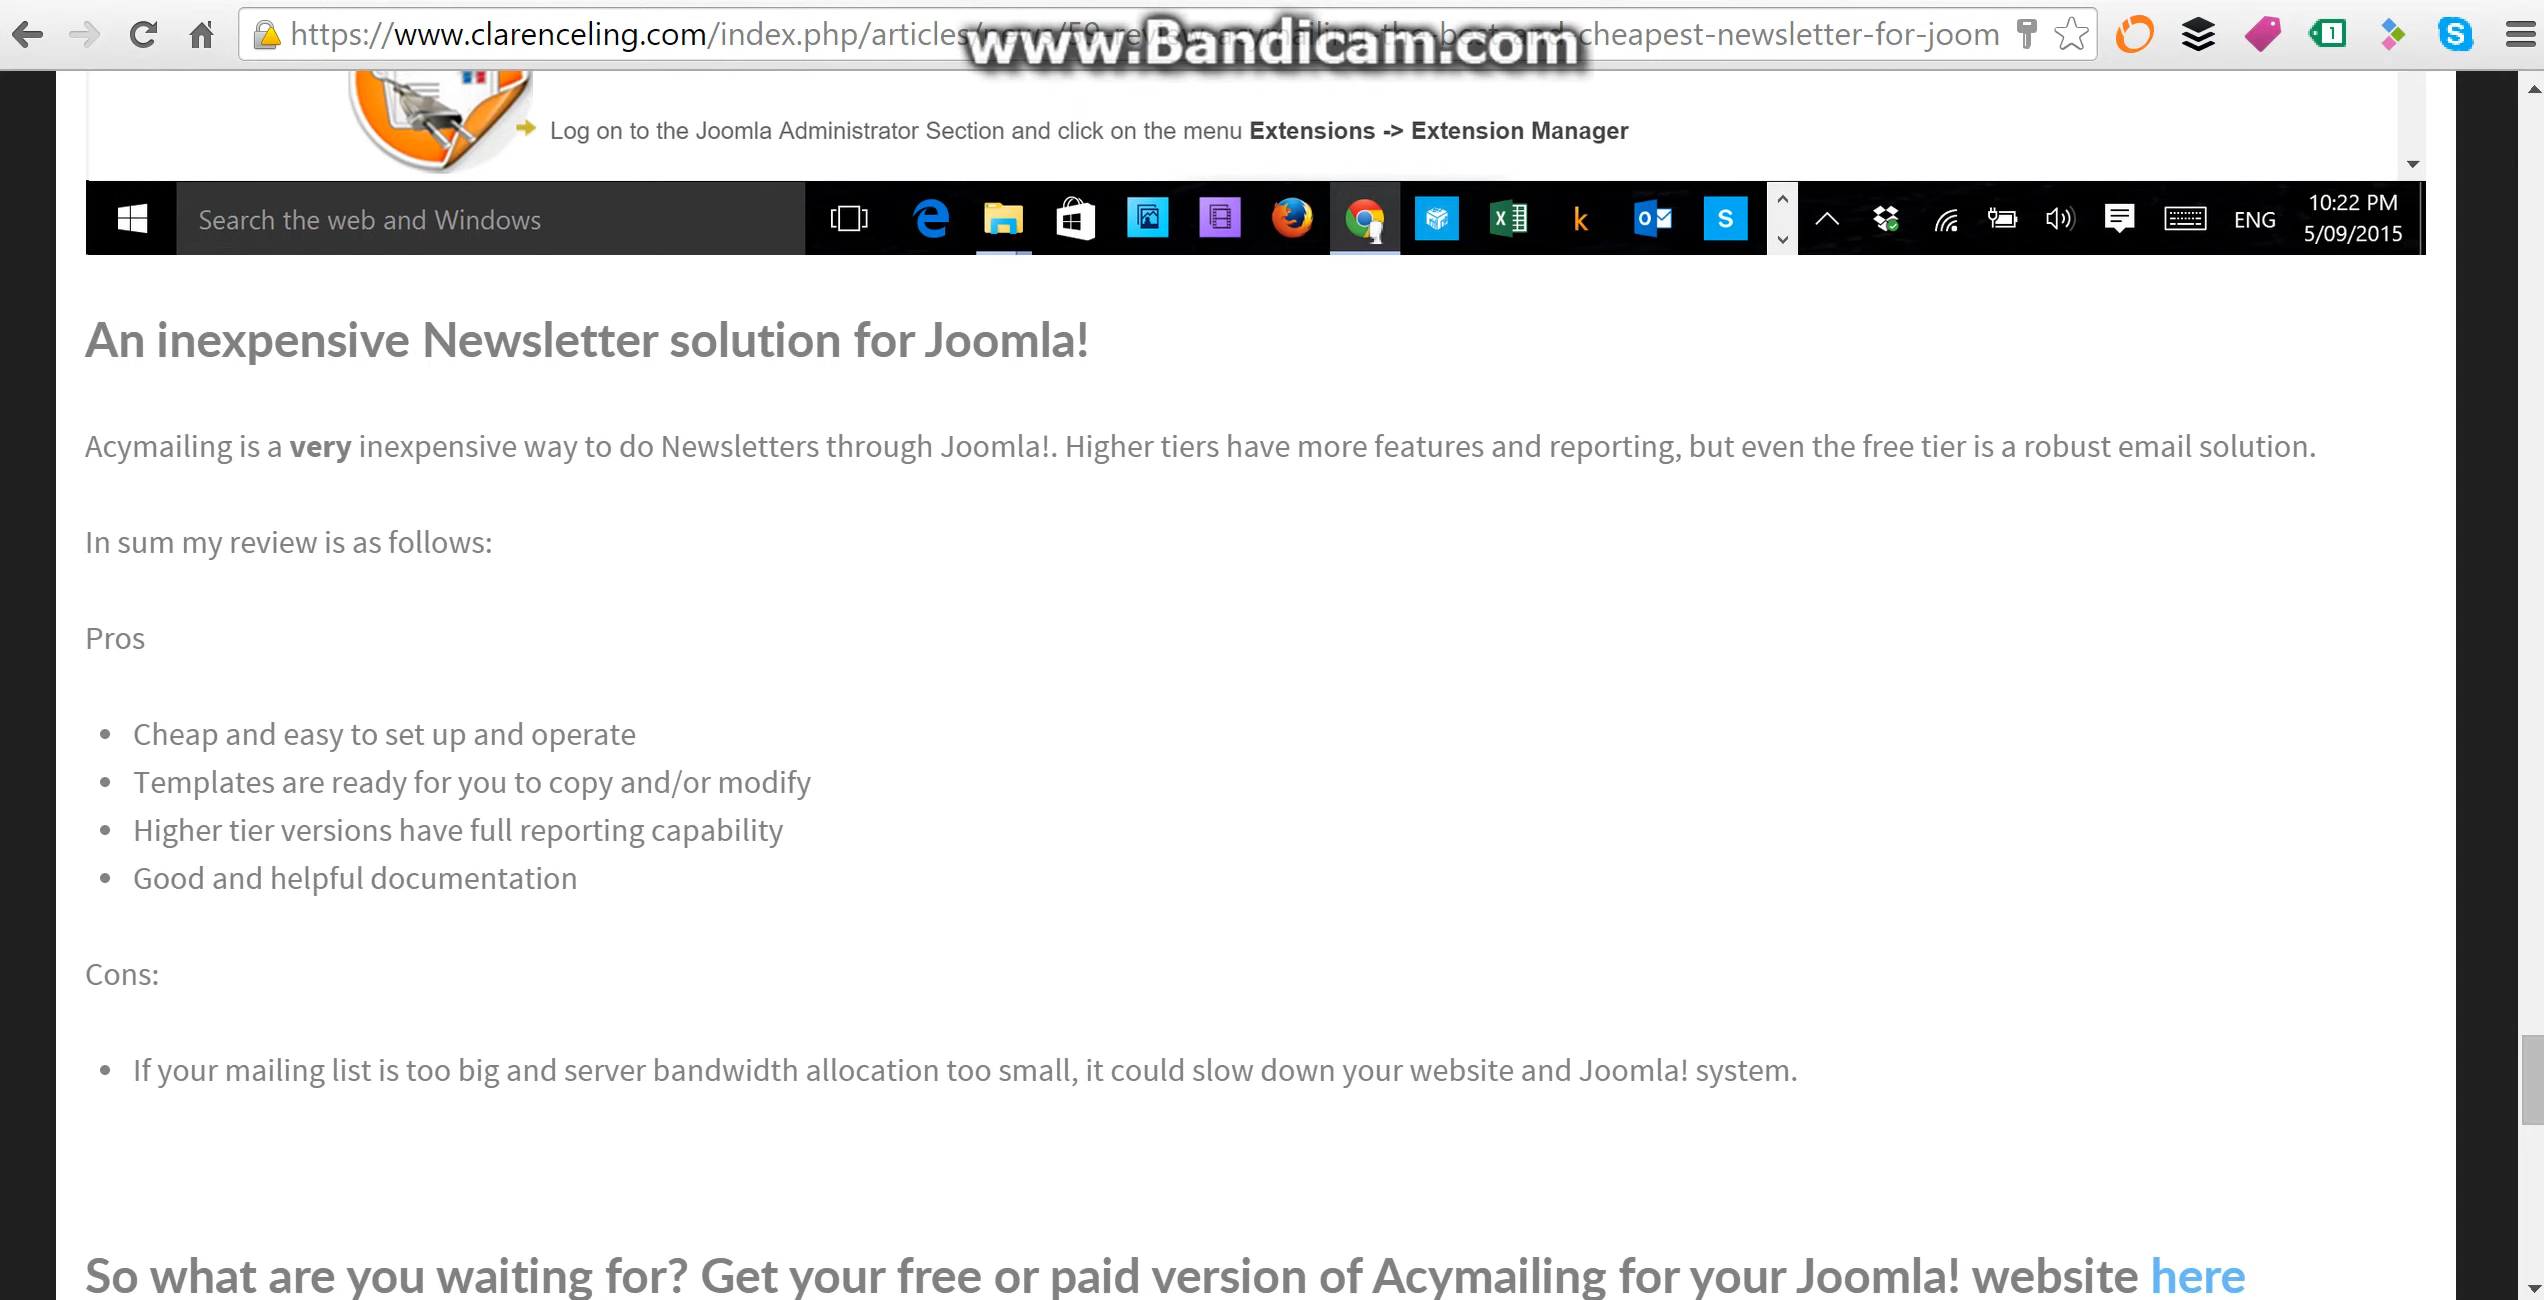 https://www.clarenceling.com/index.php/articles/news/59-review-acymailing-the-best-and-cheapest-newsletter-for-joom
www.Bandicam.com
1
S
Log on to the Joomla Administrator Section and click on the menu Extensions -> Extension Manager
Search the web and Windows
k
S
ENG
10:22 PM
5/09/2015
An inexpensive Newsletter solution for Joomla!
Acymailing is a very inexpensive way to do Newsletters through Joomla!. Higher tiers have more features and reporting, but even the free tier is a robust email solution.
In sum my review is as follows:
Pros
• Cheap and easy to set up and operate
• Templates are ready for you to copy and/or modify
• Higher tier versions have full reporting capability
• Good and helpful documentation
Cons:
• If your mailing list is too big and server bandwidth allocation too small, it could slow down your website and Joomla! system.
So what are you waiting for? Get your free or paid version of Acymailing for your Joomla! website here